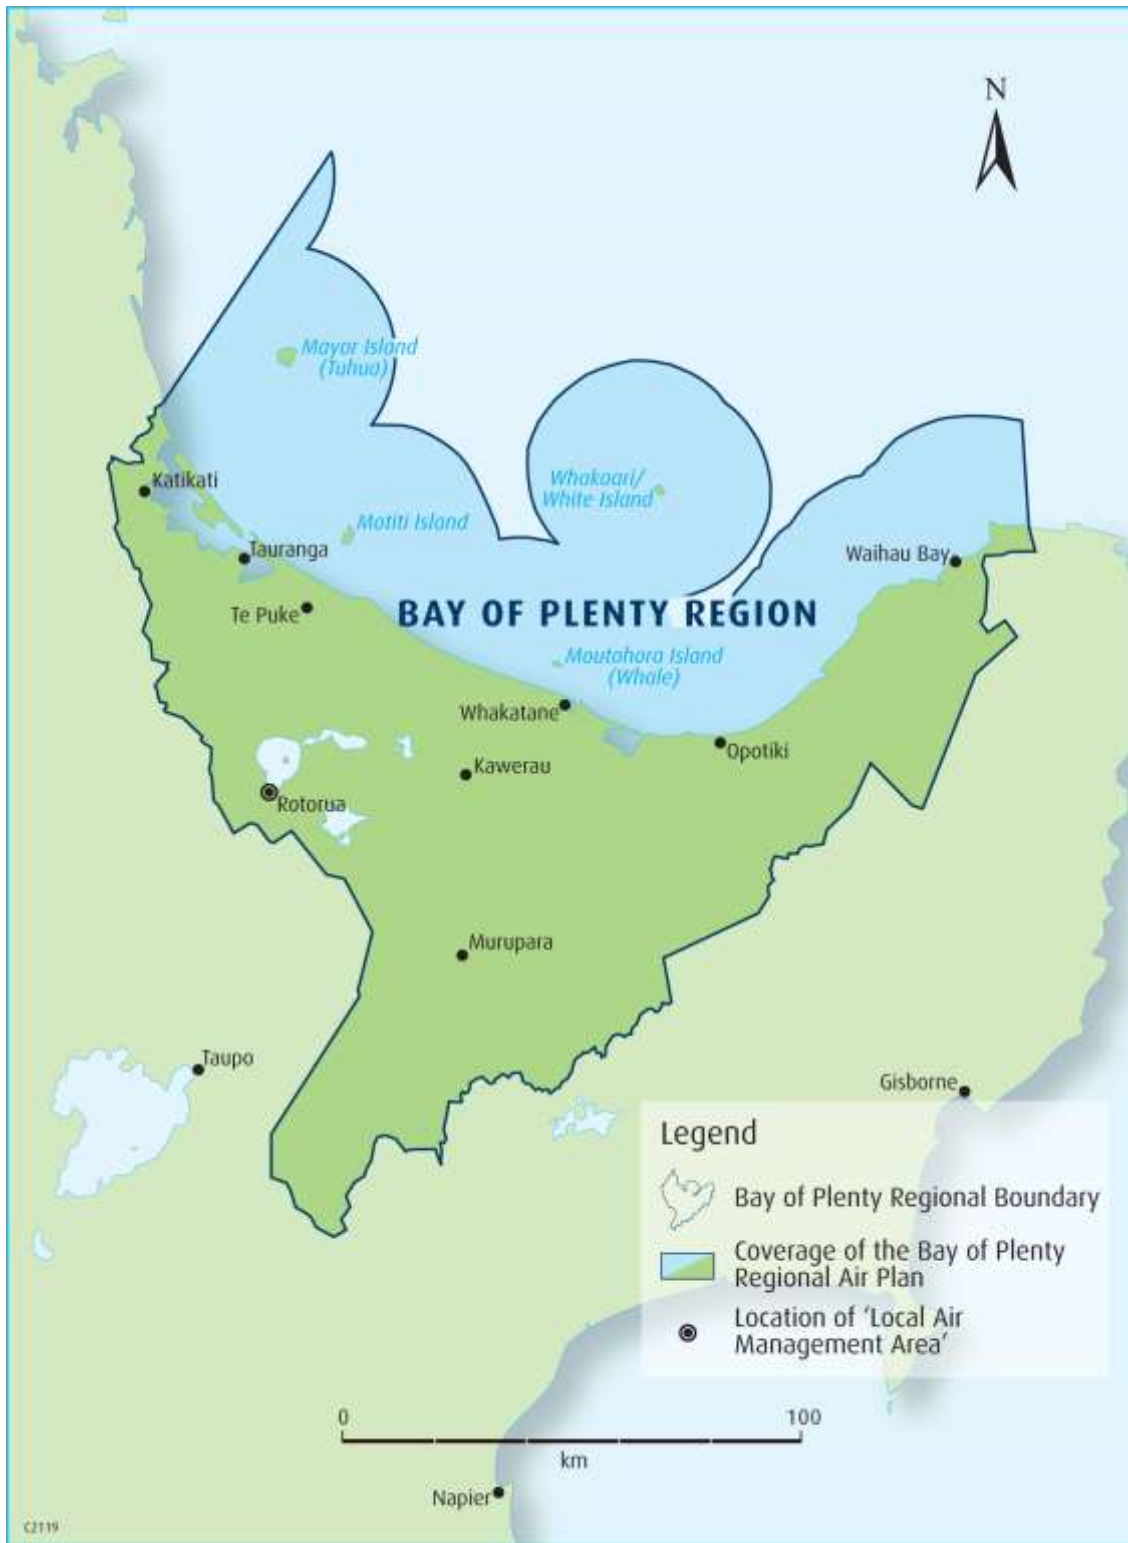 N
Mayor Island
(Tuhua)
Katikati
Whakaari/
White Island
Motiti Island
Tauranga
Waihau Bay
Te Puke
BAY OF PLENTY REGION
Moutohora Island
(Whale)
Whakatane
Opotiki
Kawerau
Rotorua
Murupara
Taupo
Gisborne
Legend
Bay of Plenty Regional Boundary
Coverage of the Bay of Plenty
Regional Air Plan
Location of ‘Local Air
Management Area’
0 100
km
Napier
C2119